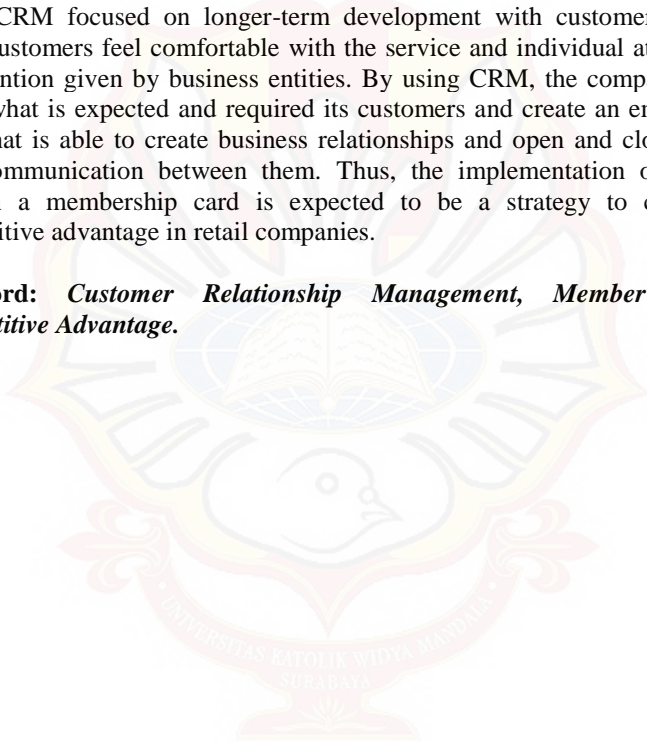 CRM focused on longer-term development with customer
ustomers feel comfortable with the service and individual at
ntion given by business entities. By using CRM, the compa
what is expected and required its customers and create an en
hat is able to create business relationships and open and clo
ommunication between them. Thus, the implementation o
a membership card is expected to be a strategy to c
itive advantage in retail companies.
ord: Customer Relationship Management, Member
titive Advantage.
UNIVERSITAS KATOLIK WIDYA MANDALA
SURABAYA